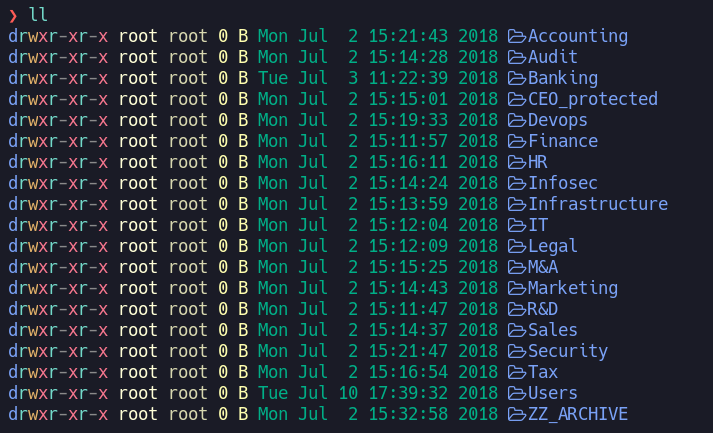 ❯ ll
drwxr-xr-x root root 0 B Mon Jul  2 15:21:43 2018 Accounting
drwxr-xr-x root root 0 B Mon Jul  2 15:14:28 2018 Audit
drwxr-xr-x root root 0 B Tue Jul  3 11:22:39 2018 Banking
drwxr-xr-x root root 0 B Mon Jul  2 15:15:01 2018 CEO_protected
drwxr-xr-x root root 0 B Mon Jul  2 15:19:33 2018 Devops
drwxr-xr-x root root 0 B Mon Jul  2 15:11:57 2018 Finance
drwxr-xr-x root root 0 B Mon Jul  2 15:16:11 2018 HR
drwxr-xr-x root root 0 B Mon Jul  2 15:14:24 2018 Infosec
drwxr-xr-x root root 0 B Mon Jul  2 15:13:59 2018 Infrastructure
drwxr-xr-x root root 0 B Mon Jul  2 15:12:04 2018 IT
drwxr-xr-x root root 0 B Mon Jul  2 15:12:09 2018 Legal
drwxr-xr-x root root 0 B Mon Jul  2 15:15:25 2018 M&A
drwxr-xr-x root root 0 B Mon Jul  2 15:14:43 2018 Marketing
drwxr-xr-x root root 0 B Mon Jul  2 15:11:47 2018 R&D
drwxr-xr-x root root 0 B Mon Jul  2 15:14:37 2018 Sales
drwxr-xr-x root root 0 B Mon Jul  2 15:21:47 2018 Security
drwxr-xr-x root root 0 B Mon Jul  2 15:16:54 2018 Tax
drwxr-xr-x root root 0 B Tue Jul 10 17:39:32 2018 Users
drwxr-xr-x root root 0 B Mon Jul  2 15:32:58 2018 ZZ_ARCHIVE